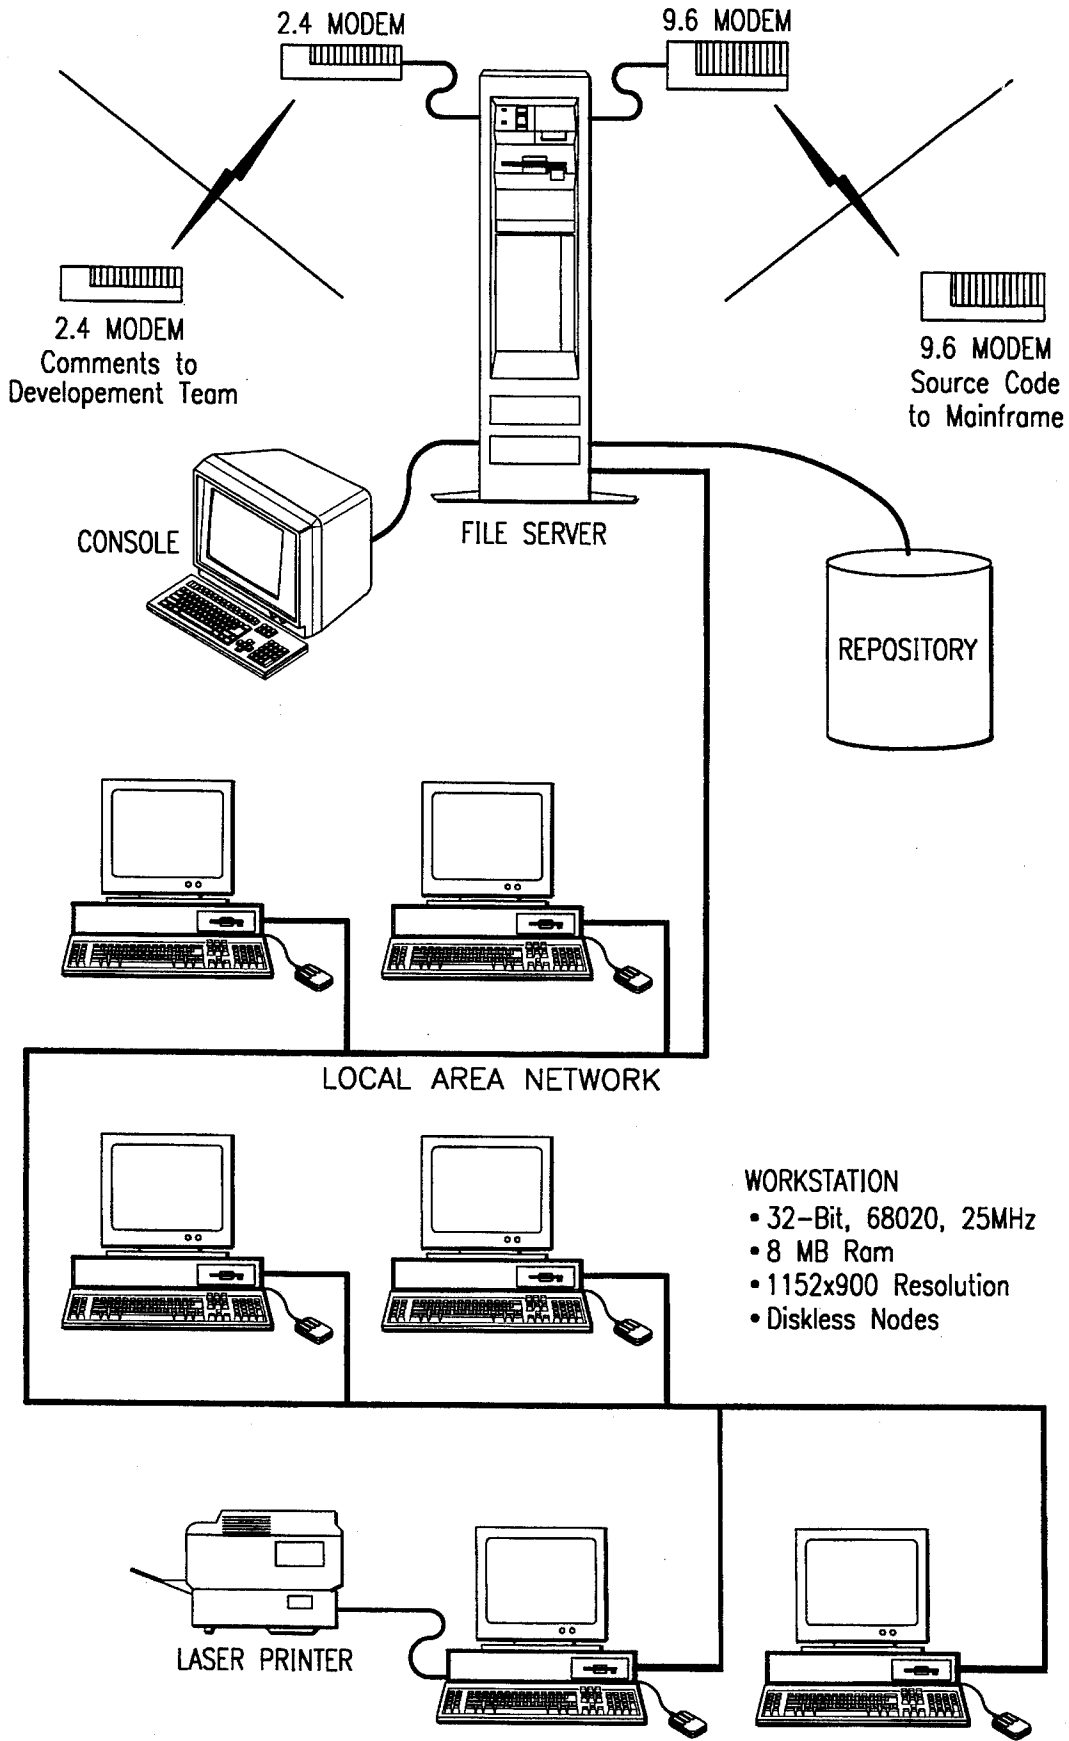 2.4 MODEM
9.6 MODEM
2.4 MODEM
Comments to
Developement Team
9.6 MODEM
Source Code
to Mainframe
CONSOLE
FILE SERVER
REPOSITORY
LOCAL AREA NETWORK
WORKSTATION
• 32-Bit, 68020, 25MHz
• 8 MB Ram
• 1152x900 Resolution
• Diskless Nodes
LASER PRINTER